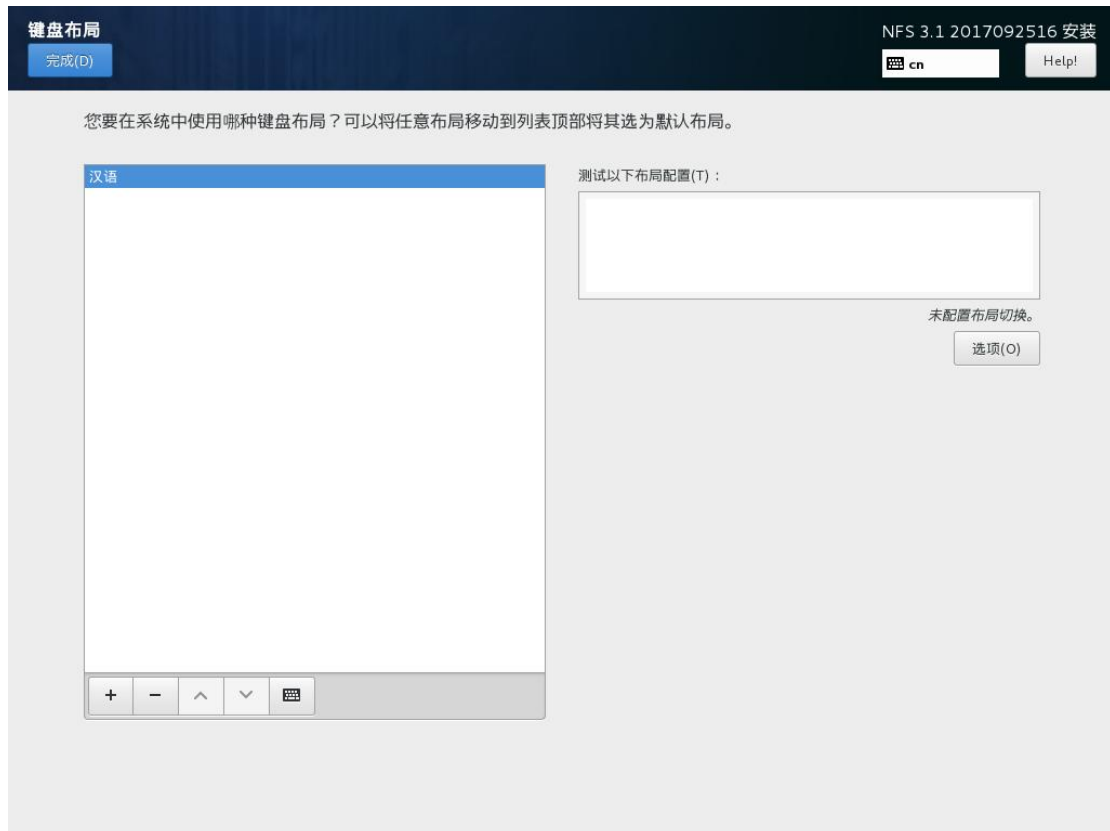 键盘布局
NFS 3.1 2017092516 安装
完成(D)
cn
Help!
您要在系统中使用哪种键盘布局？可以将任意布局移动到列表顶部将其选为默认布局。
汉语
测试以下布局配置(T)：
未配置布局切换。
选项(O)